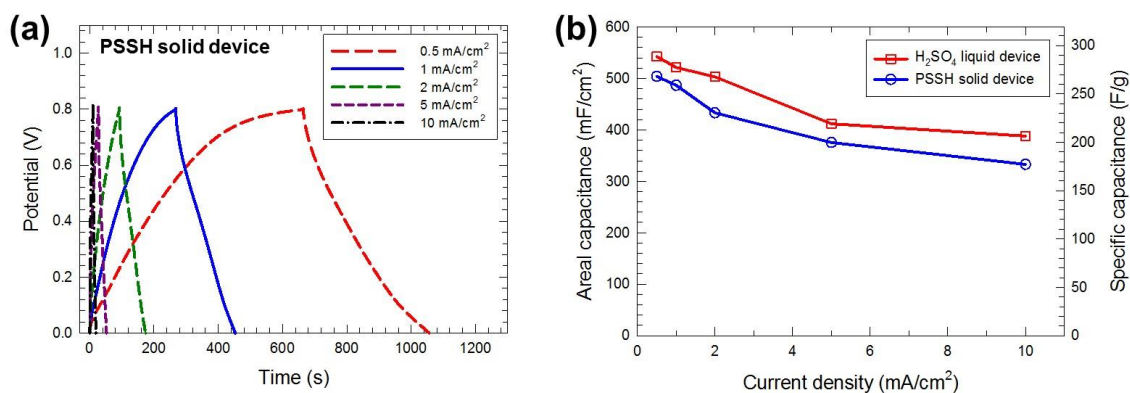 (a)
PSSH solid device
0.5 mA/cm²
1 mA/cm²
2 mA/cm²
5 mA/cm²
10 mA/cm²
Potential (V)
1.0
0.8
0.6
0.4
0.2
0.0
0 200 400 600 800 1000 1200
Time (s)
(b)
H₂SO₄ liquid device
PSSH solid device
Areal capacitance (mF/cm²)
600
500
400
300
200
100
0
Specific capacitance (F/g)
300
250
200
150
100
50
0
0 2 4 6 8 10
Current density (mA/cm²)